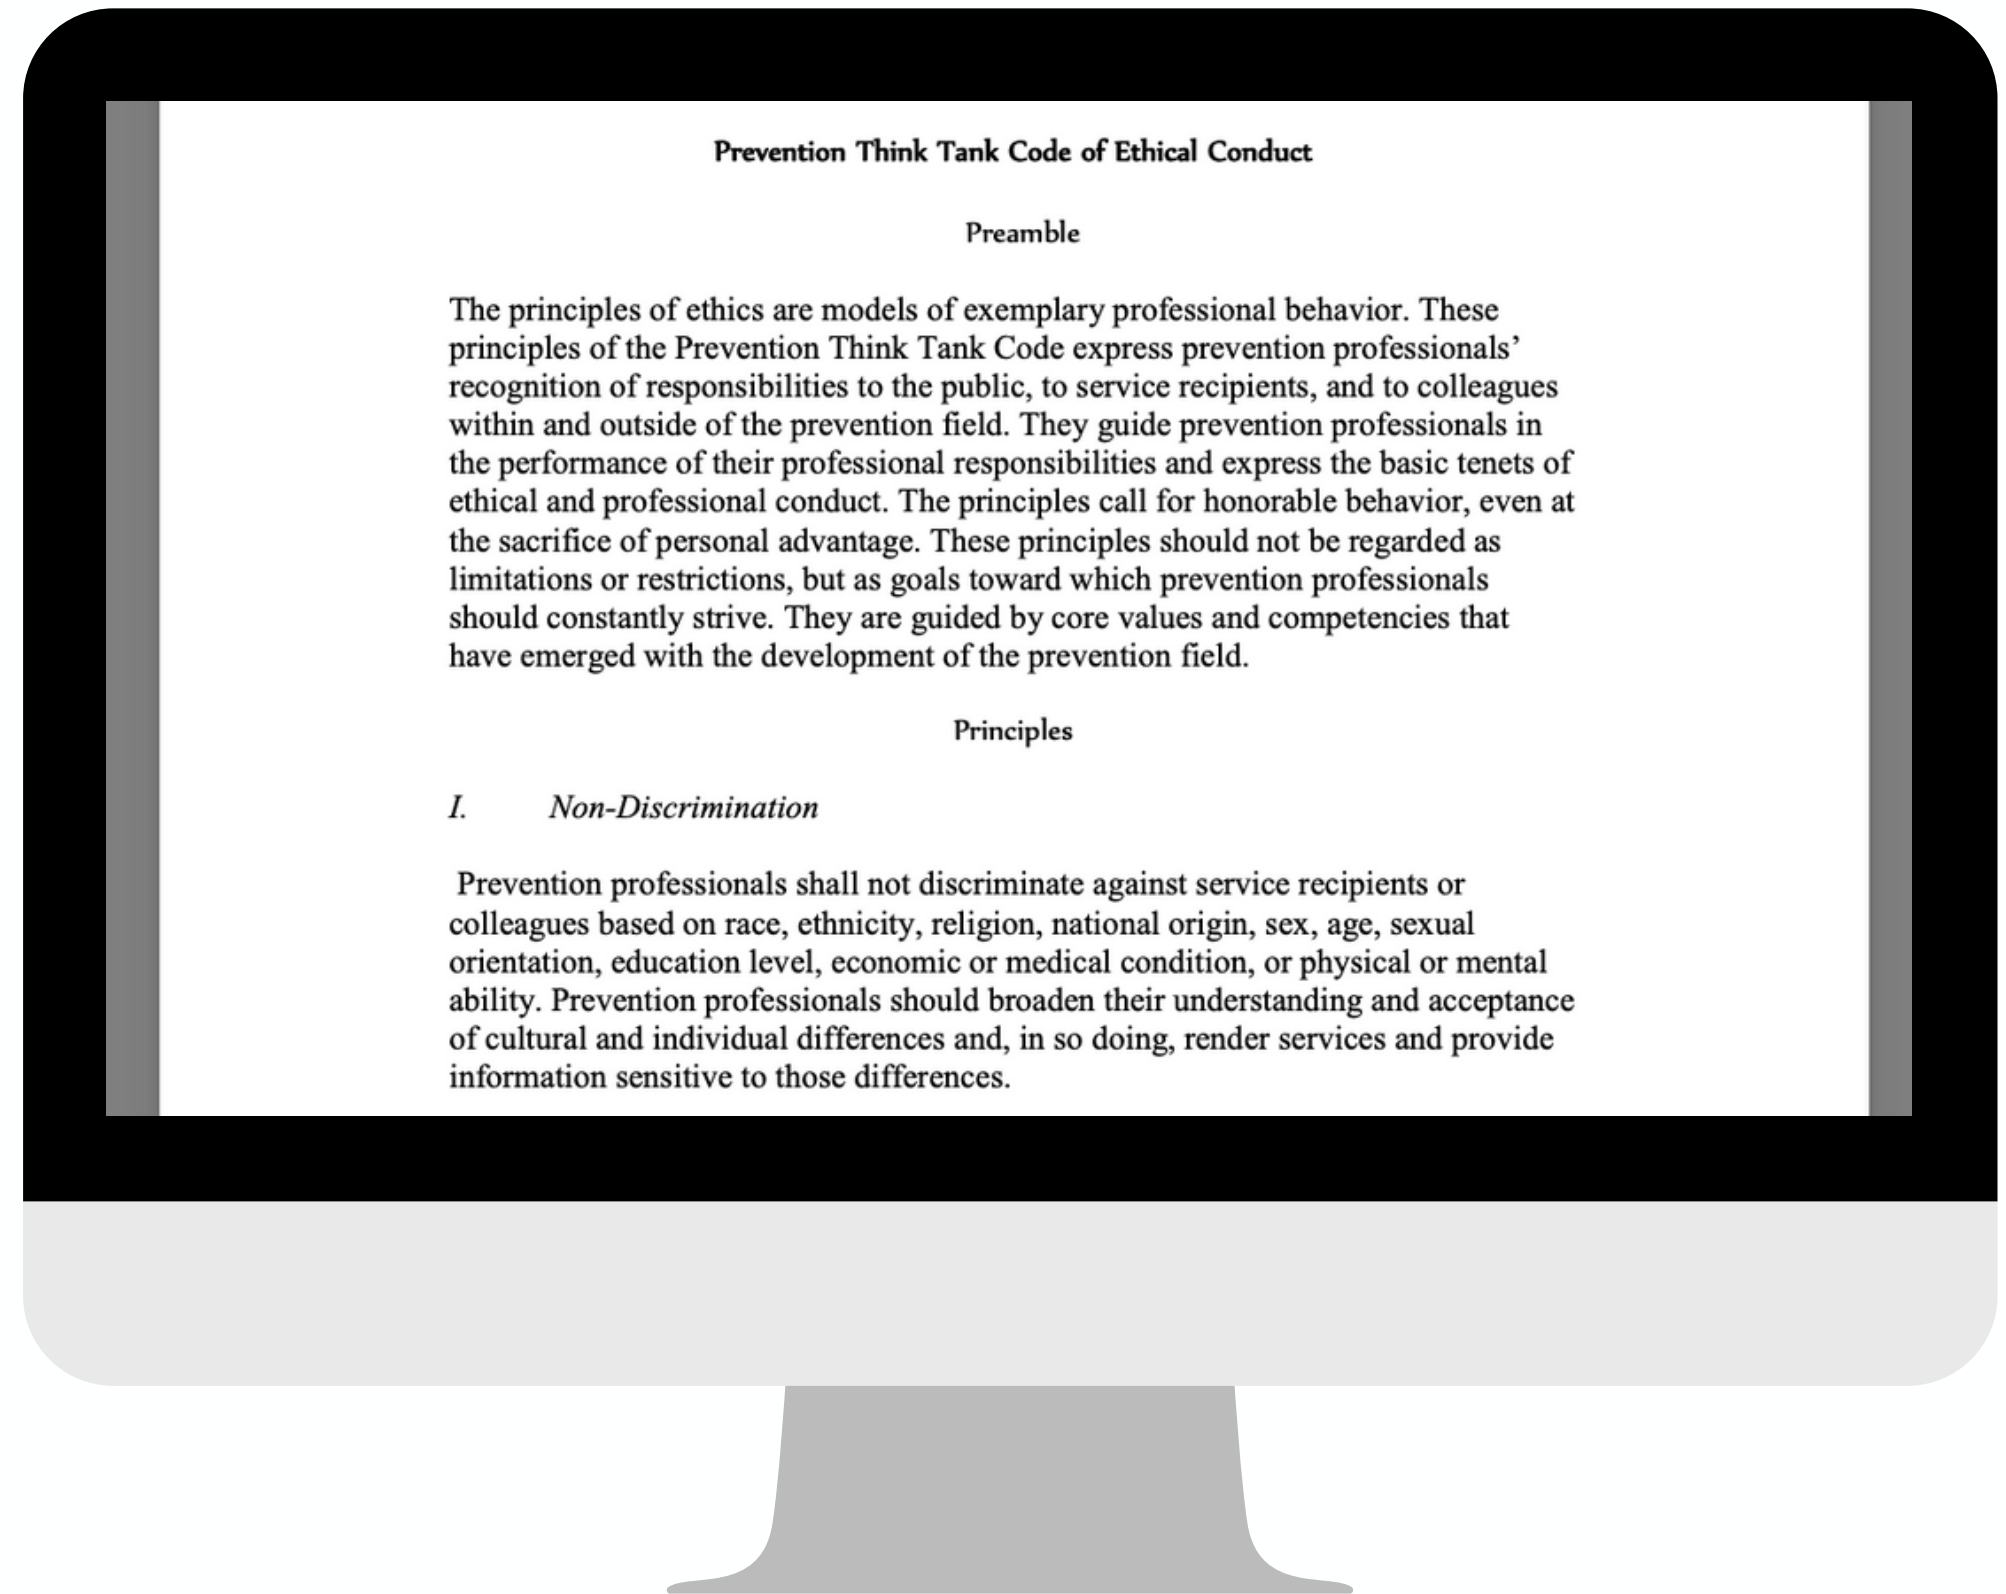 Prevention Think Tank Code of Ethical Conduct
Preamble
The principles of ethics are models of exemplary professional behavior. These
principles of the Prevention Think Tank Code express prevention professionals’
recognition of responsibilities to the public, to service recipients, and to colleagues
within and outside of the prevention field. They guide prevention professionals in
the performance of their professional responsibilities and express the basic tenets of
ethical and professional conduct. The principles call for honorable behavior, even at
the sacrifice of personal advantage. These principles should not be regarded as
limitations or restrictions, but as goals toward which prevention professionals
should constantly strive. They are guided by core values and competencies that
have emerged with the development of the prevention field.
Principles
I. Non-Discrimination
Prevention professionals shall not discriminate against service recipients or
colleagues based on race, ethnicity, religion, national origin, sex, age, sexual
orientation, education level, economic or medical condition, or physical or mental
ability. Prevention professionals should broaden their understanding and acceptance
of cultural and individual differences and, in so doing, render services and provide
information sensitive to those differences.